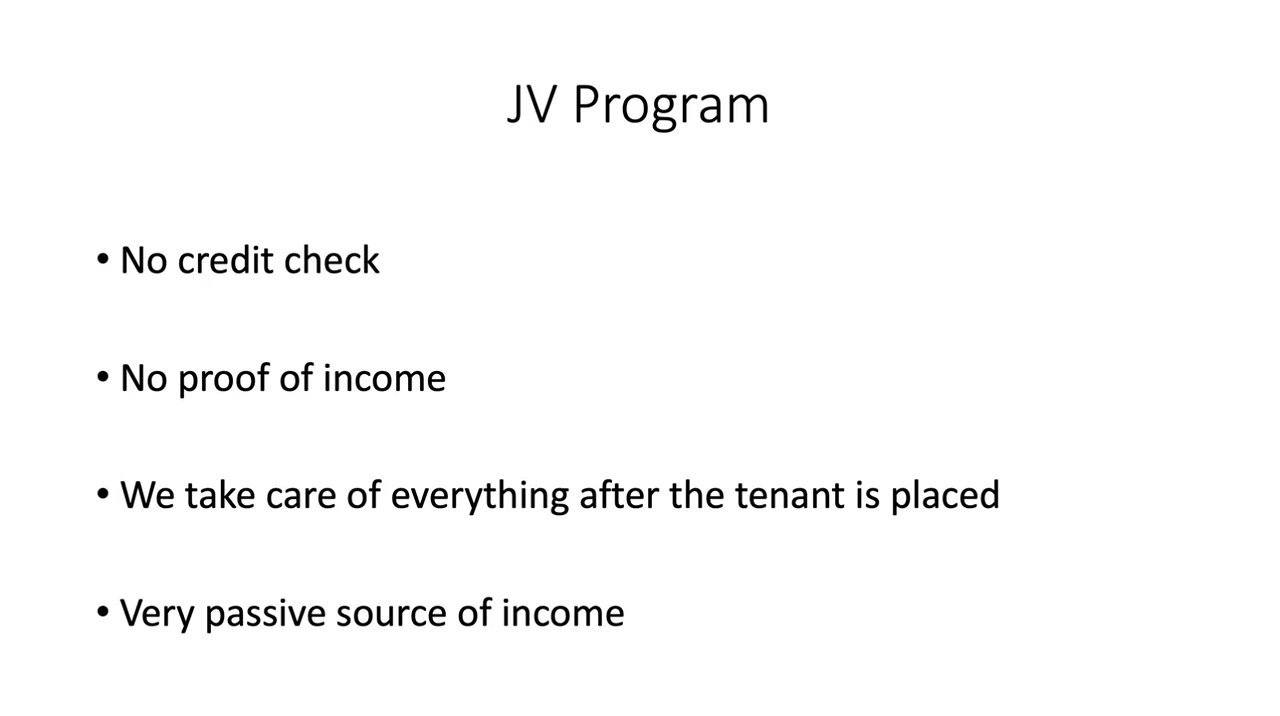 JV Program
• No credit check
• No proof of income
• We take care of everything after the tenant is placed
• Very passive source of income